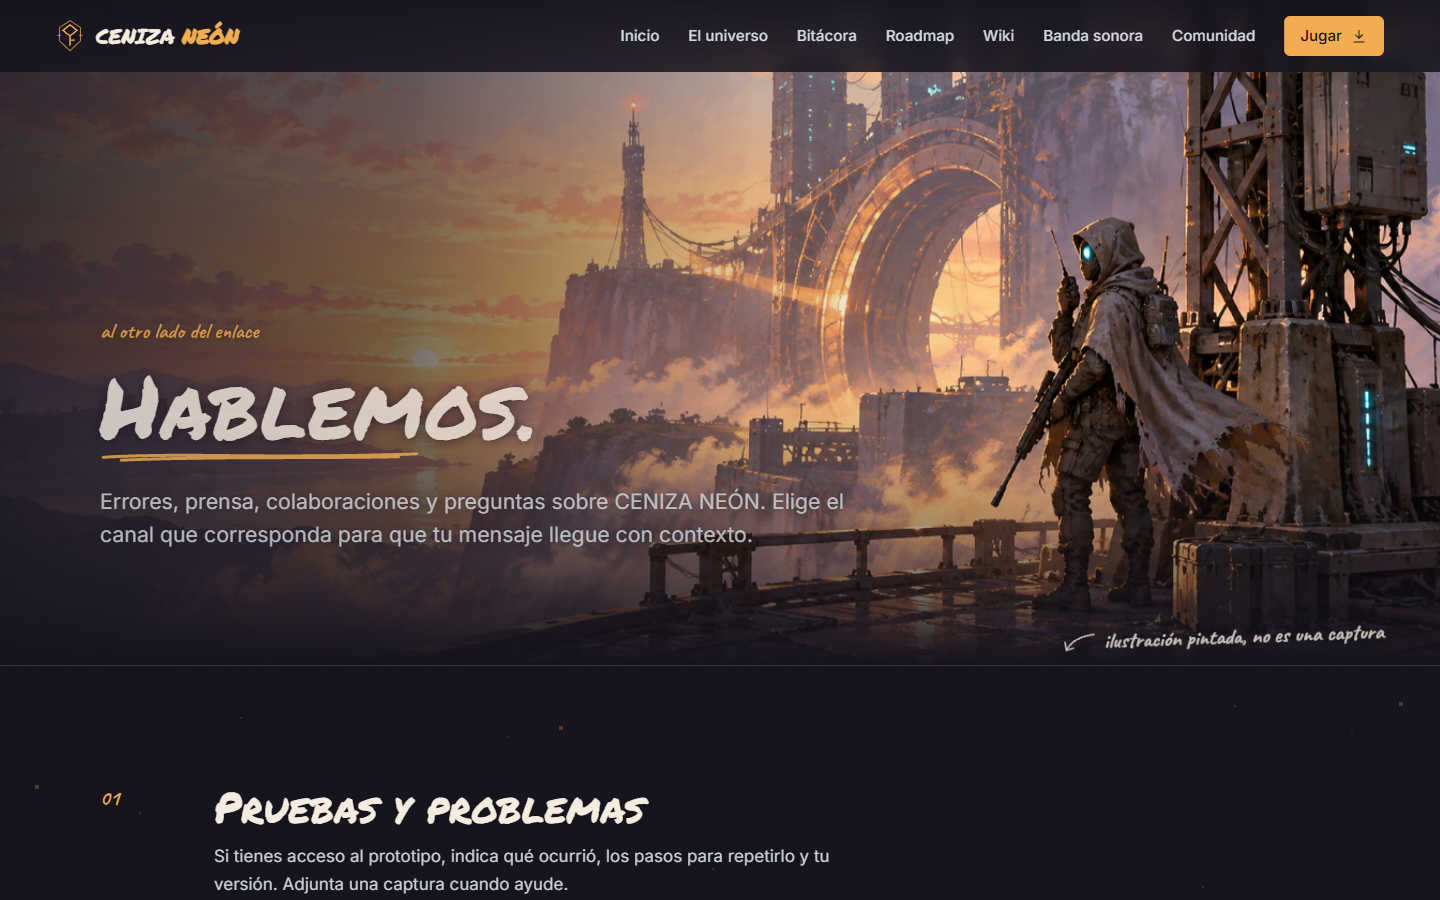 CENIZA NEÓN
Inicio El universo Bitácora Roadmap Wiki Banda sonora Comunidad Jugar
al otro lado del enlace
HABLEMOS.
Errores, prensa, colaboraciones y preguntas sobre CENIZA NEÓN. Elige el
canal que corresponda para que tu mensaje llegue con contexto.
ilustración pintada, no es una captura
01
PRUEBAS Y PROBLEMAS
Si tienes acceso al prototipo, indica qué ocurrió, los pasos para repetirlo y tu
versión. Adjunta una captura cuando ayude.